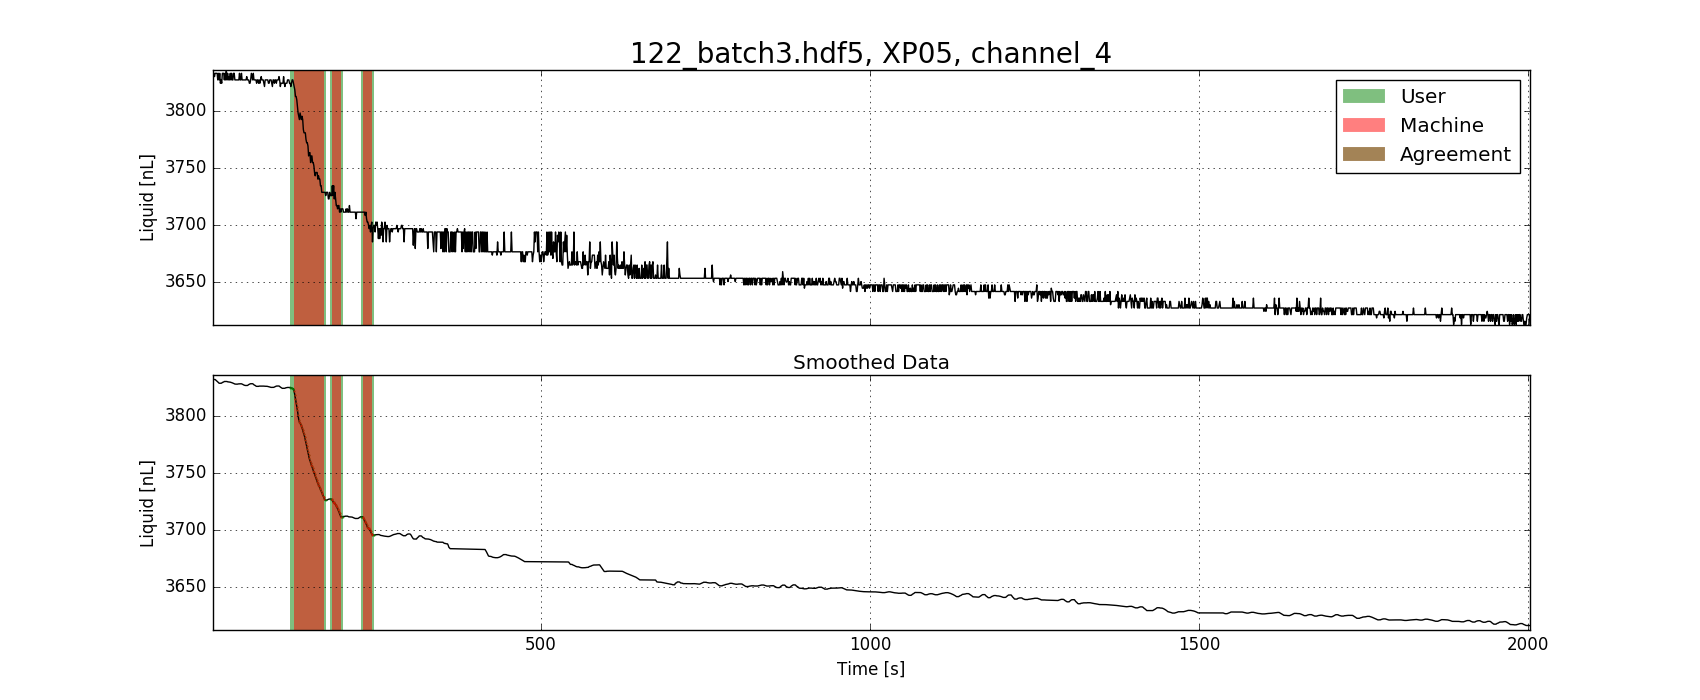 122_batch3.hdf5, XP05, channel_4
3800
3750
3700
3650
Liquid [nL]
User
Machine
Agreement
Smoothed Data
3800
3750
3700
3650
Liquid [nL]
500
1000
1500
2000
Time [s]